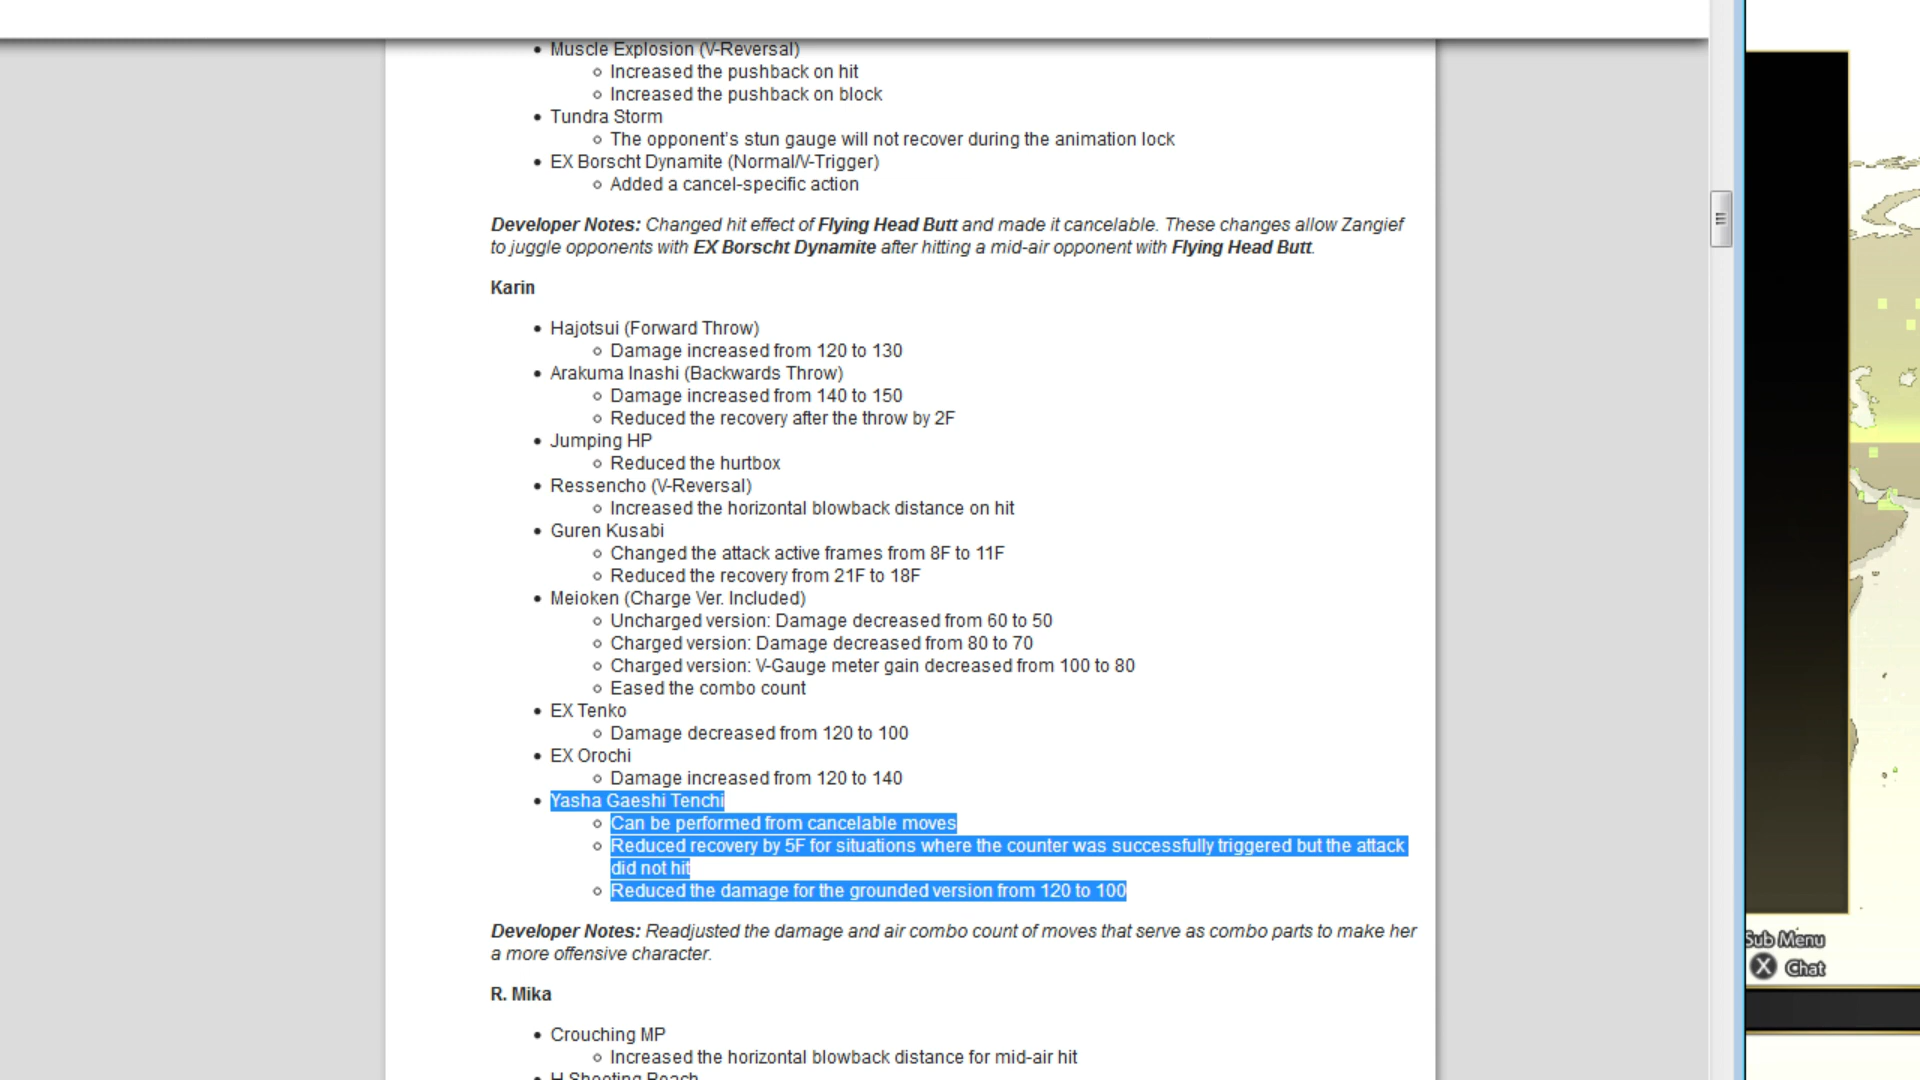 • Muscle Explosion (V-Reversal)
○ Increased the pushback on hit
○ Increased the pushback on block
• Tundra Storm
○ The opponent's stun gauge will not recover during the animation lock
• EX Borscht Dynamite (Normal/V-Trigger)
○ Added a cancel-specific action
Developer Notes: Changed hit effect of Flying Head Butt and made it cancelable. These changes allow Zangief
to juggle opponents with EX Borscht Dynamite after hitting a mid-air opponent with Flying Head Butt.
Karin
• Hajotsui (Forward Throw)
○ Damage increased from 120 to 130
• Arakuma Inashi (Backwards Throw)
○ Damage increased from 140 to 150
○ Reduced the recovery after the throw by 2F
• Jumping HP
○ Reduced the hurtbox
• Ressencho (V-Reversal)
○ Increased the horizontal blowback distance on hit
• Guren Kusabi
○ Changed the attack active frames from 8F to 11F
○ Reduced the recovery from 21F to 18F
• Meioken (Charge Ver. Included)
○ Uncharged version: Damage decreased from 60 to 50
○ Charged version: Damage decreased from 80 to 70
○ Charged version: V-Gauge meter gain decreased from 100 to 80
○ Eased the combo count
• EX Tenko
○ Damage decreased from 120 to 100
• EX Orochi
○ Damage increased from 120 to 140
• Yasha Gaeshi Tenchi
○ Can be performed from cancelable moves
○ Reduced recovery by 5F for situations where the counter was successfully triggered but the attack
did not hit
○ Reduced the damage for the grounded version from 120 to 100
Developer Notes: Readjusted the damage and air combo count of moves that serve as combo parts to make her
a more offensive character.
R. Mika
• Crouching MP
○ Increased the horizontal blowback distance for mid-air hit
• H Shooting Peach
Sub Menu
X Chat